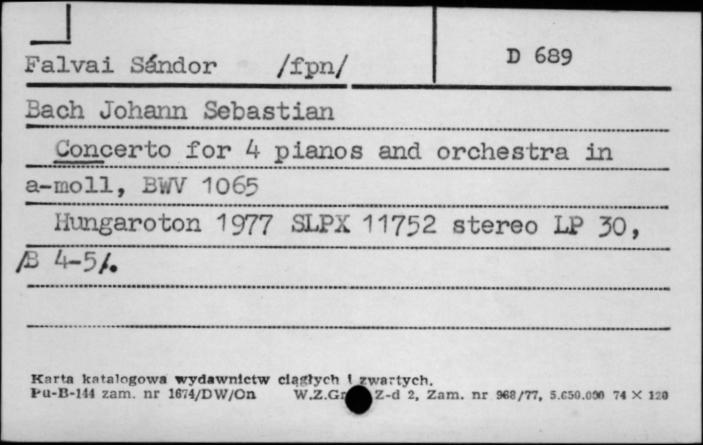 Falvai Sándor /fpn/ D 689
Bach Johann Sebastian
Concerto for 4 pianos and orchestra in
a-moll, BWV 1065
Hungaroton 1977 SLPX 11752 stereo LP 30,
/B 4-5/.
Karta katalogowa wydawnictw ciągłych i zwartych.
Pu-B-144 zam. nr 1674/DW/On W.Z.Gr Z-d 2, Zam. nr 968/77, 5.650.000 74 × 120